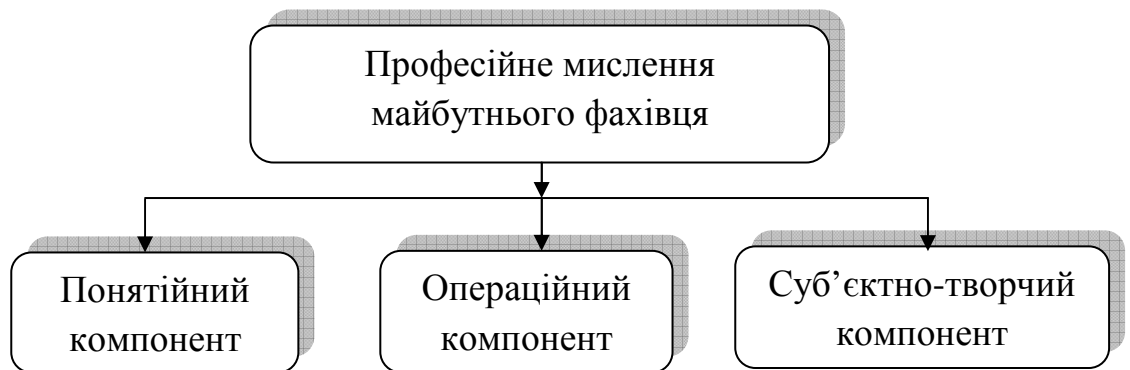 Професійне мислення
майбутнього фахівця
Понятійний
компонент
Операційний
компонент
Суб’єктно-творчий
компонент